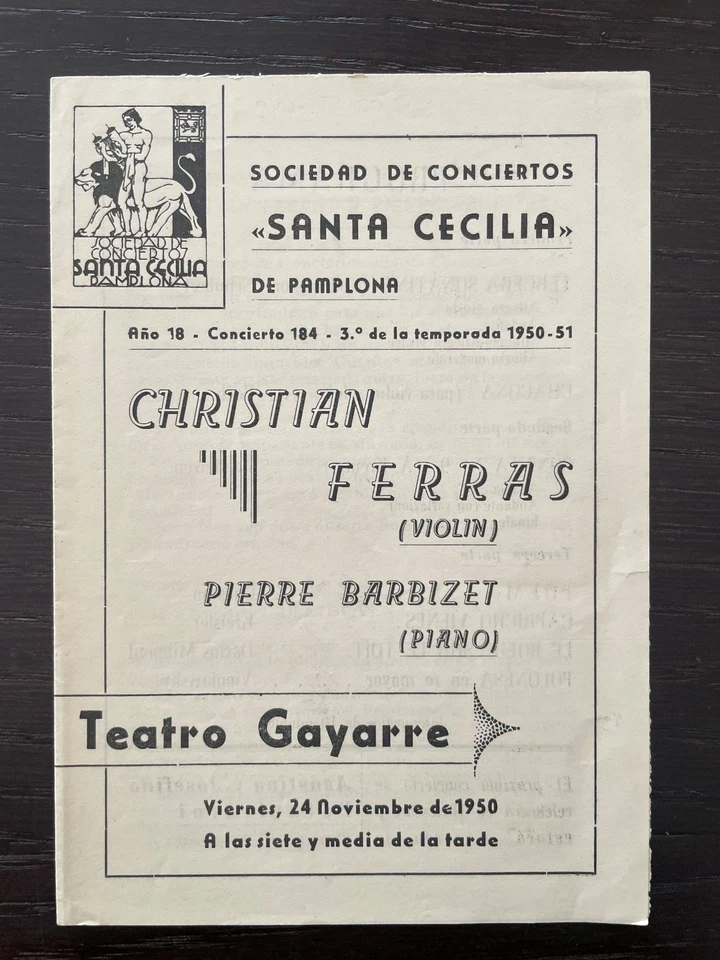 SOCIEDAD DE
CONCIERTOS
SANTA CECILIA
PAMPLONA
SOCIEDAD DE CONCIERTOS
«SANTA CECILIA»
DE PAMPLONA
Año 18 - Concierto 184 - 3.º de la temporada 1950-51
CHRISTIAN
FERRAS
(VIOLIN)
PIERRE BARBIZET
(PIANO)
Teatro Gayarre
Viernes, 24 Noviembre de 1950
A las siete y media de la tarde